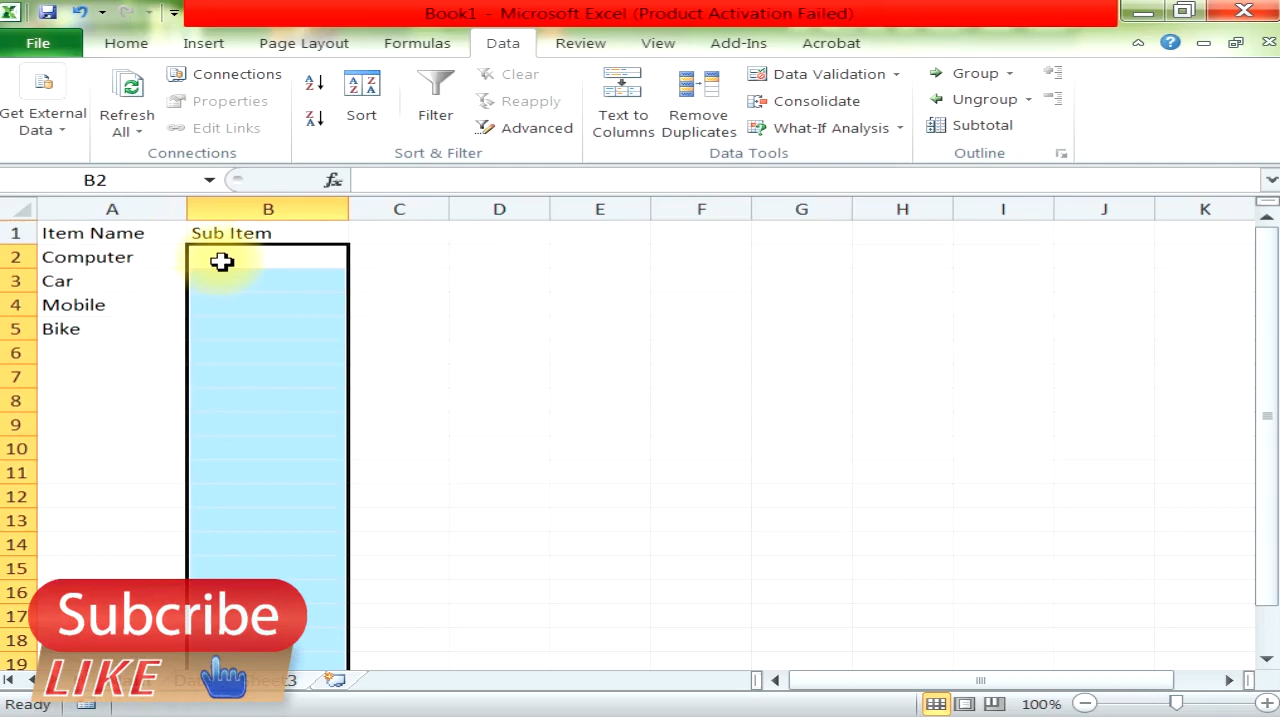 Book1 - Microsoft Excel (Product Activation Failed)
File Home Insert Page Layout Formulas Data Review View Add-Ins Acrobat
Get External Data
Refresh All
Connections
Properties
Edit Links
Connections
Sort
Filter
Clear
Reapply
Advanced
Sort & Filter
Text to Columns
Remove Duplicates
Data Validation
Consolidate
What-If Analysis
Data Tools
Group
Ungroup
Subtotal
Outline
B2 fx
A B C D E F G H I J K
1 Item Name Sub Item
2 Computer
3 Car
4 Mobile
5 Bike
6
7
8
9
10
11
12
13
14
15
16
17
18
19
Subcribe
LIKE
Ready 100%